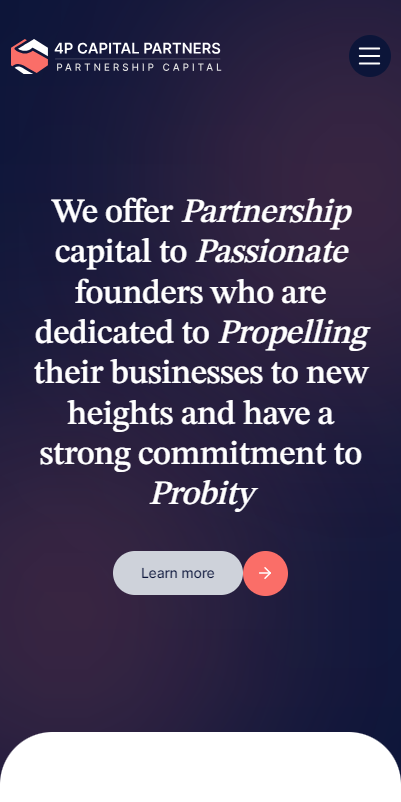 4P CAPITAL PARTNERS
PARTNERSHIP CAPITAL
We offer Partnership
capital to Passionate
founders who are
dedicated to Propelling
their businesses to new
heights and have a
strong commitment to
Probity
Learn more